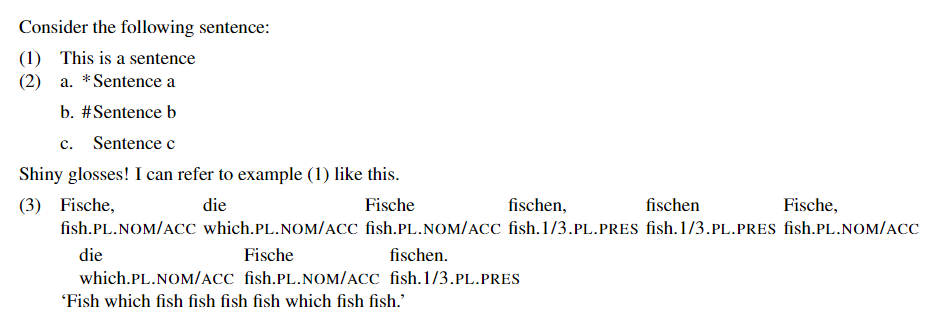 Consider the following sentence:
(1) This is a sentence
(2) a. *Sentence a
b. #Sentence b
c. Sentence c
Shiny glosses! I can refer to example (1) like this.
(3) Fische, die Fische fischen, fischen Fische,
fish.PL.NOM/ACC which.PL.NOM/ACC fish.PL.NOM/ACC fish.1/3.PL.PRES fish.1/3.PL.PRES fish.PL.NOM/ACC
die Fische fischen.
which.PL.NOM/ACC fish.PL.NOM/ACC fish.1/3.PL.PRES
‘Fish which fish fish fish fish which fish fish.’